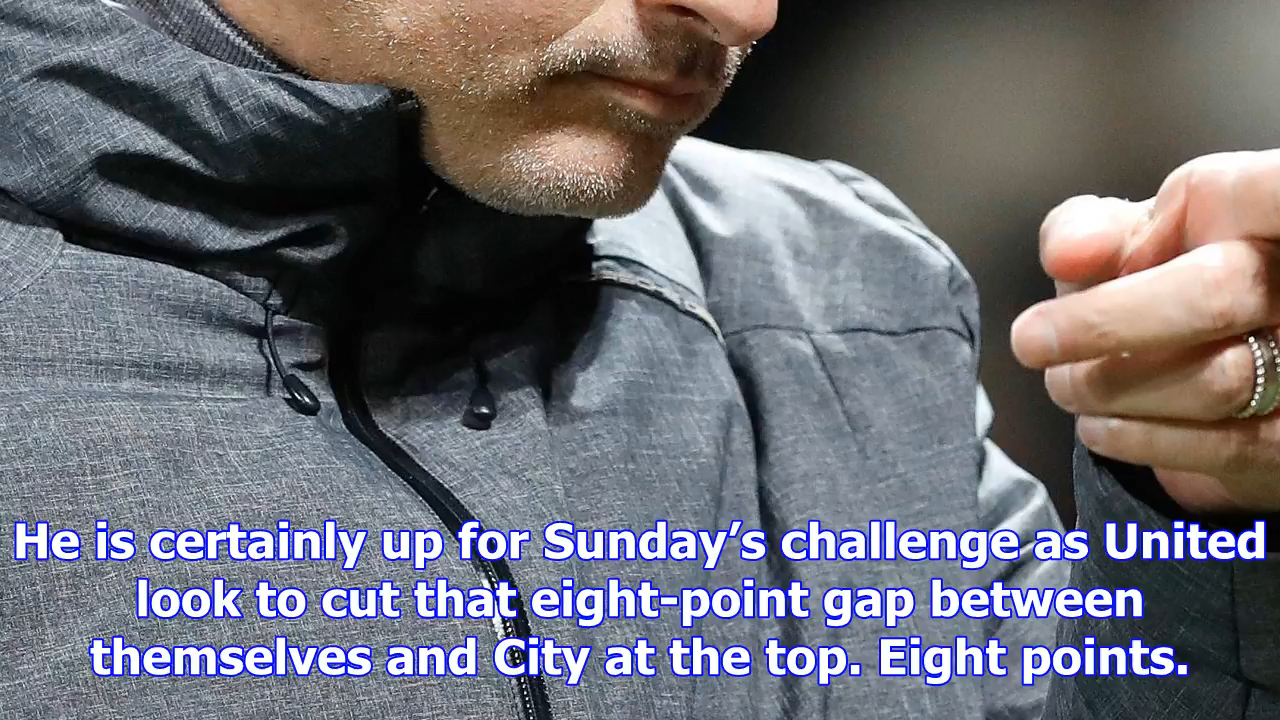 He is certainly up for Sunday’s challenge as United
look to cut that eight-point gap between
themselves and City at the top. Eight points.